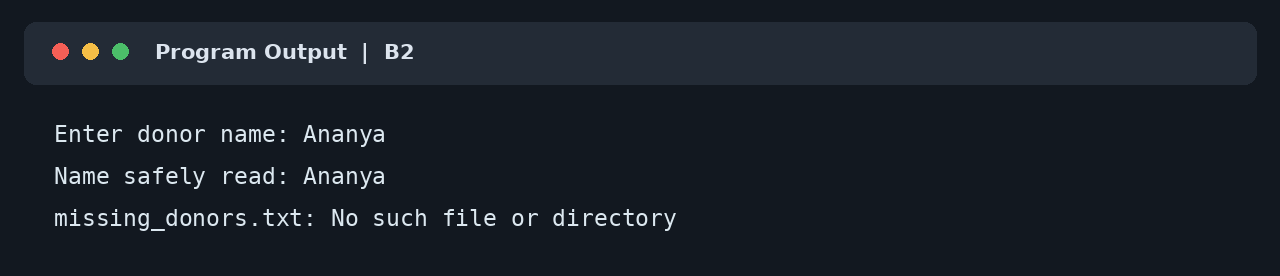 Program Output | B2
Enter donor name: Ananya
Name safely read: Ananya
missing_donors.txt: No such file or directory